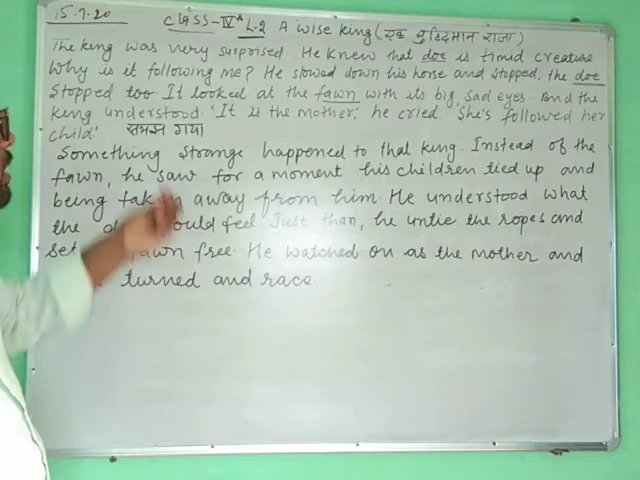 15.7.20 Class-IV A L.2 A wise king (एक बुद्धिमान राजा)
The king was very surprised He knew that doe is timid creature
Why is it following me? He slowed down his horse and stopped. the doe
Stopped too It looked at the fawn with its big, sad eyes. And the
king understood. 'It is the mother,' he cried 'She's followed her
child' समझ गया
Something strange happened to that king. Instead of the
fawn, he saw for a moment his children tied up and
being taken away from him. He understood what
the would feel Just than, he untie the ropes and
set fawn free. He watched on as the mother and
turned and race.